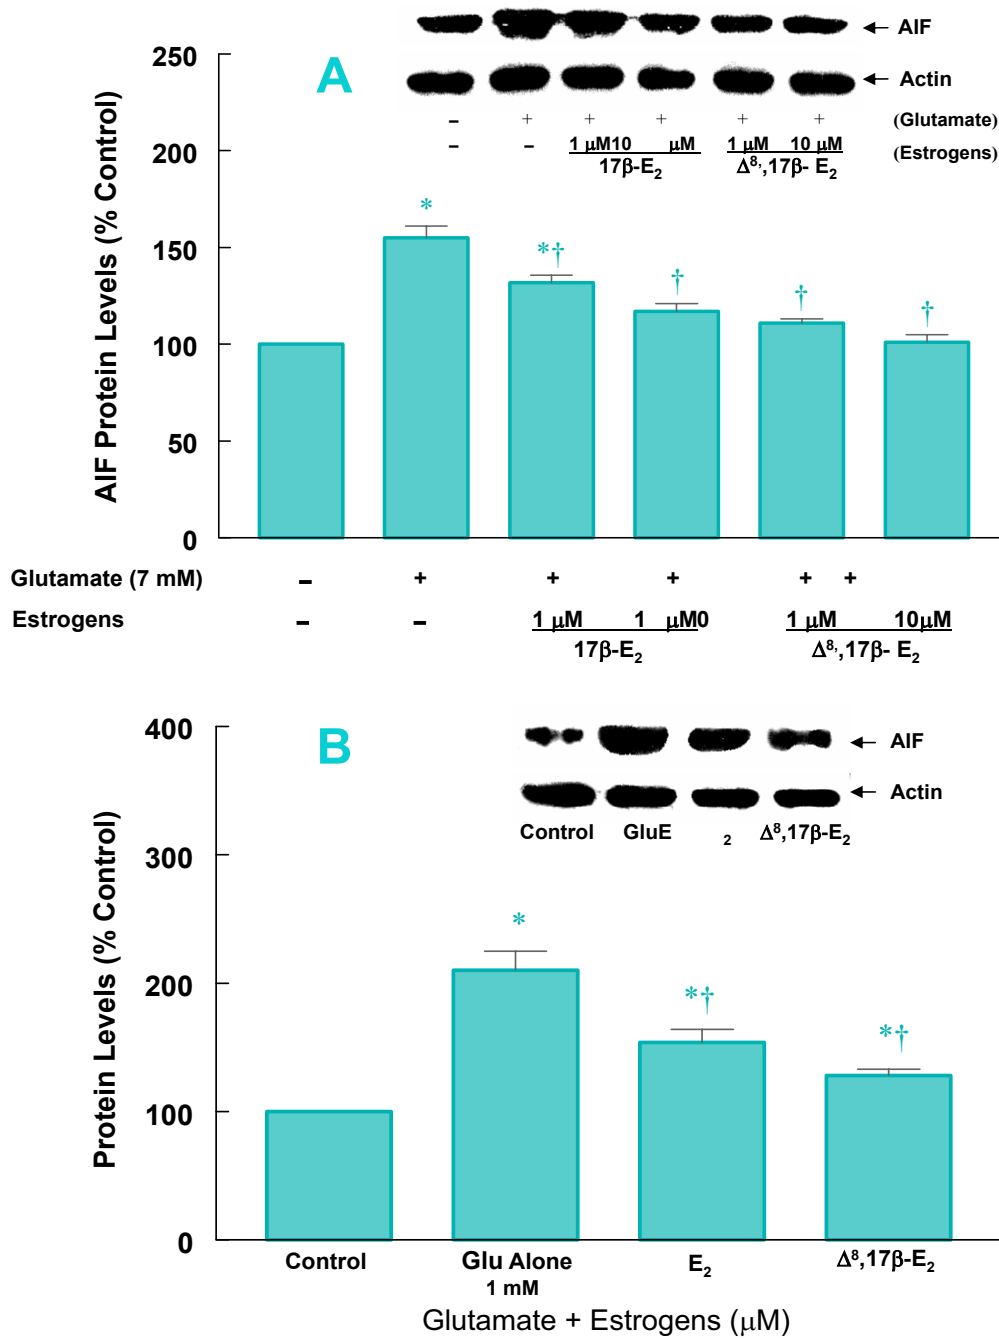 AIF
250
A
Actin
200
– + + + + + (Glutamate)
– – 1 µM10 µM 1 µM 10 µM (Estrogens)
17β-E2 Δ8,,17β- E2
*
*†
†
†
†
150
100
50
0
AIF Protein Levels (% Control)
Glutamate (7 mM) – + + + + +
Estrogens – – 1 µM 1 µM0 1 µM 10µM
17β-E2 Δ8,,17β- E2
400
B
AIF
Actin
Control GluE 2 Δ8,17β-E2
300
*
*†
*†
200
100
0
Protein Levels (% Control)
Control Glu Alone E2 Δ8,17β-E2
1 mM
Glutamate + Estrogens (µM)